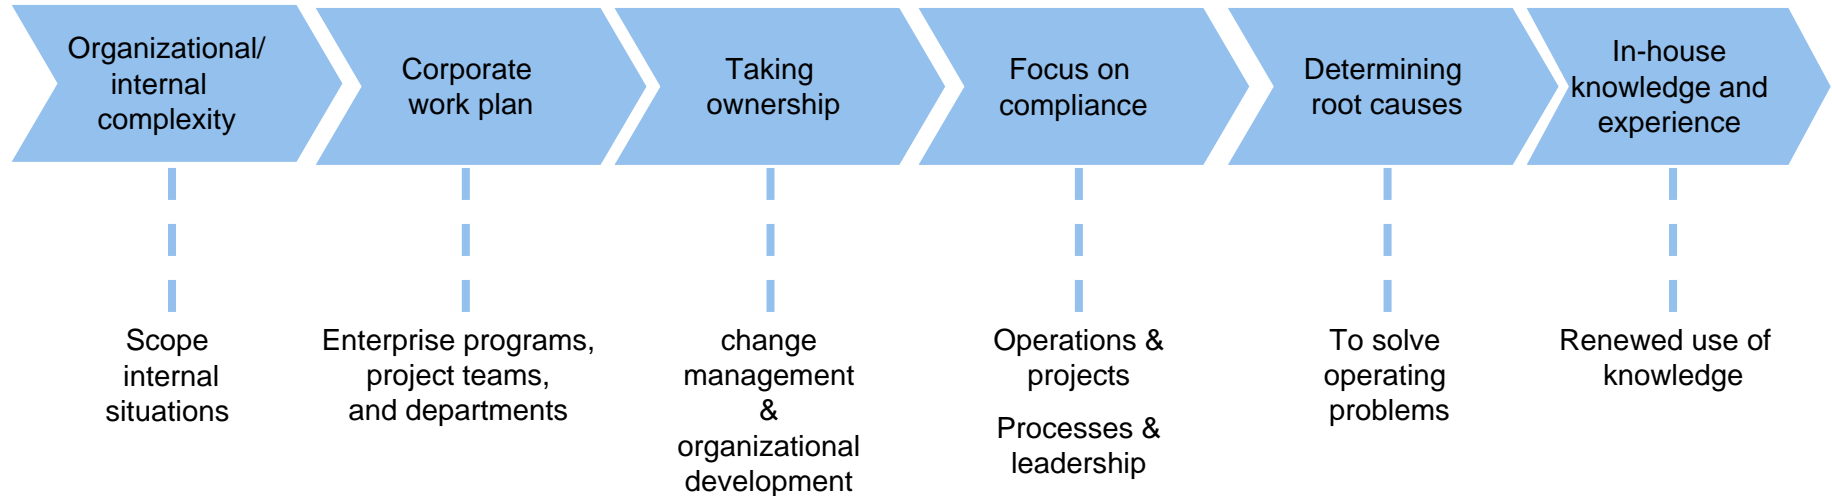 Organizational/
internal
complexity
Corporate
work plan
Taking
ownership
Focus on
compliance
Determining
root causes
In-house
knowledge and
experience
Scope
internal
situations
Enterprise programs,
project teams,
and departments
change
management
&
organizational
development
Operations &
projects
Processes &
leadership
To solve
operating
problems
Renewed use of
knowledge